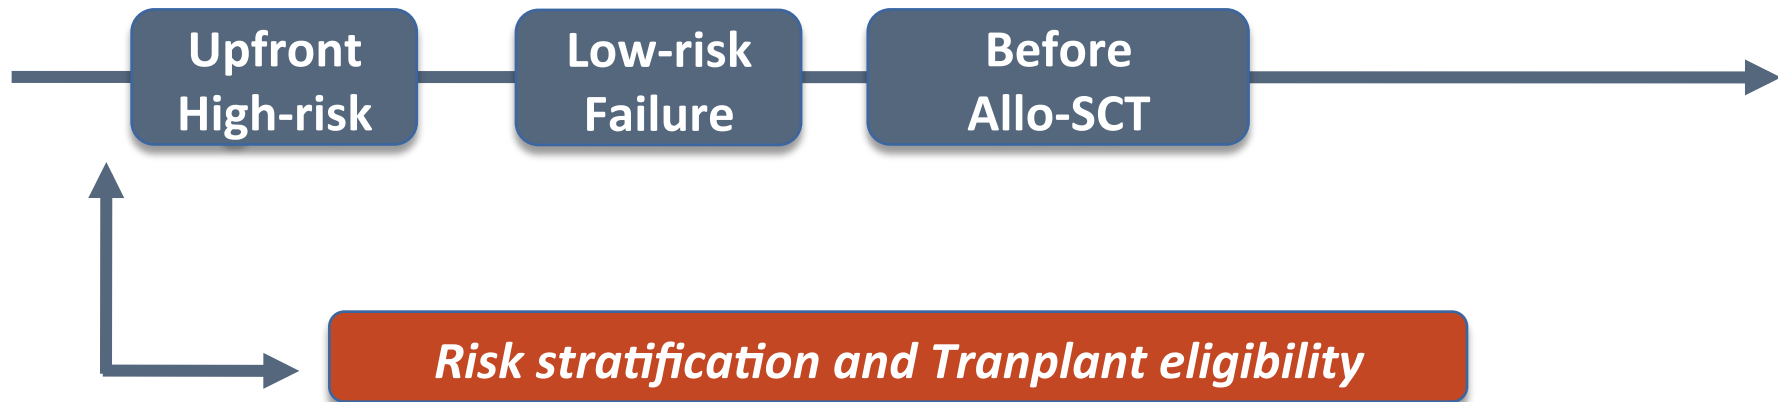 Upfront
High-risk
Low-risk
Failure
Before
Allo-SCT
Risk stratification and Tranplant eligibility